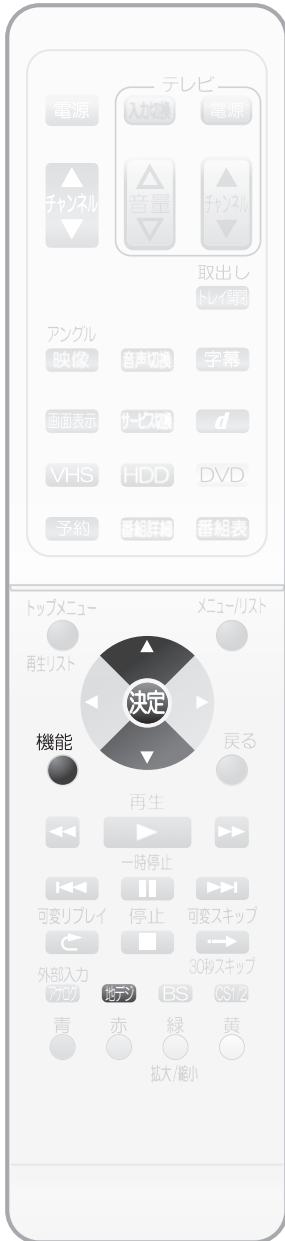 テレビ
電源 入力切換 電源
チャンネル 音量 チャンネル
取出し
トレイ開閉
アングル
映像 音声切換 字幕
画面表示 サービス切換 d
VHS HDD DVD
予約 番組詳細 番組表
トップメニュー メニュー/リスト
再生リスト
決定
機能 戻る
再生
一時停止
可変リプレイ 停止 可変スキップ
外部入力 30秒スキップ
アナログ 地デジ BS CS1/2
青 赤 緑 黄
拡大/縮小